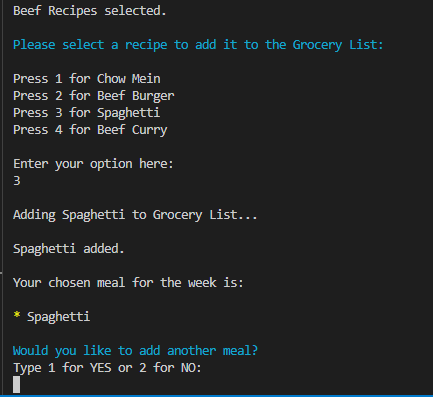 Beef Recipes selected.
Please select a recipe to add it to the Grocery List:
Press 1 for Chow Mein
Press 2 for Beef Burger
Press 3 for Spaghetti
Press 4 for Beef Curry
Enter your option here:
3
Adding Spaghetti to Grocery List...
Spaghetti added.
Your chosen meal for the week is:
* Spaghetti
Would you like to add another meal?
Type 1 for YES or 2 for NO: